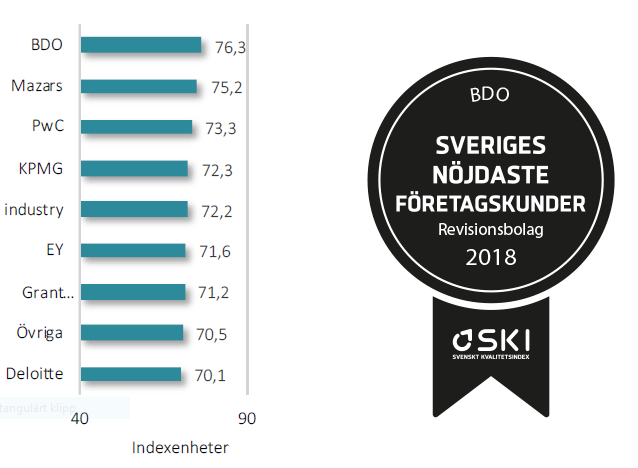 BDO 76,3
Mazars 75,2
PwC 73,3
KPMG 72,3
industry 72,2
EY 71,6
Grant... 71,2
Övriga 70,5
Deloitte 70,1
tangulärt klipp
40 90
Indexenheter
BDO
SVERIGES
NÖJDASTE
FÖRETAGSKUNDER
Revisionsbolag
2018
SKI
SVENSKT KVALITETSINDEX